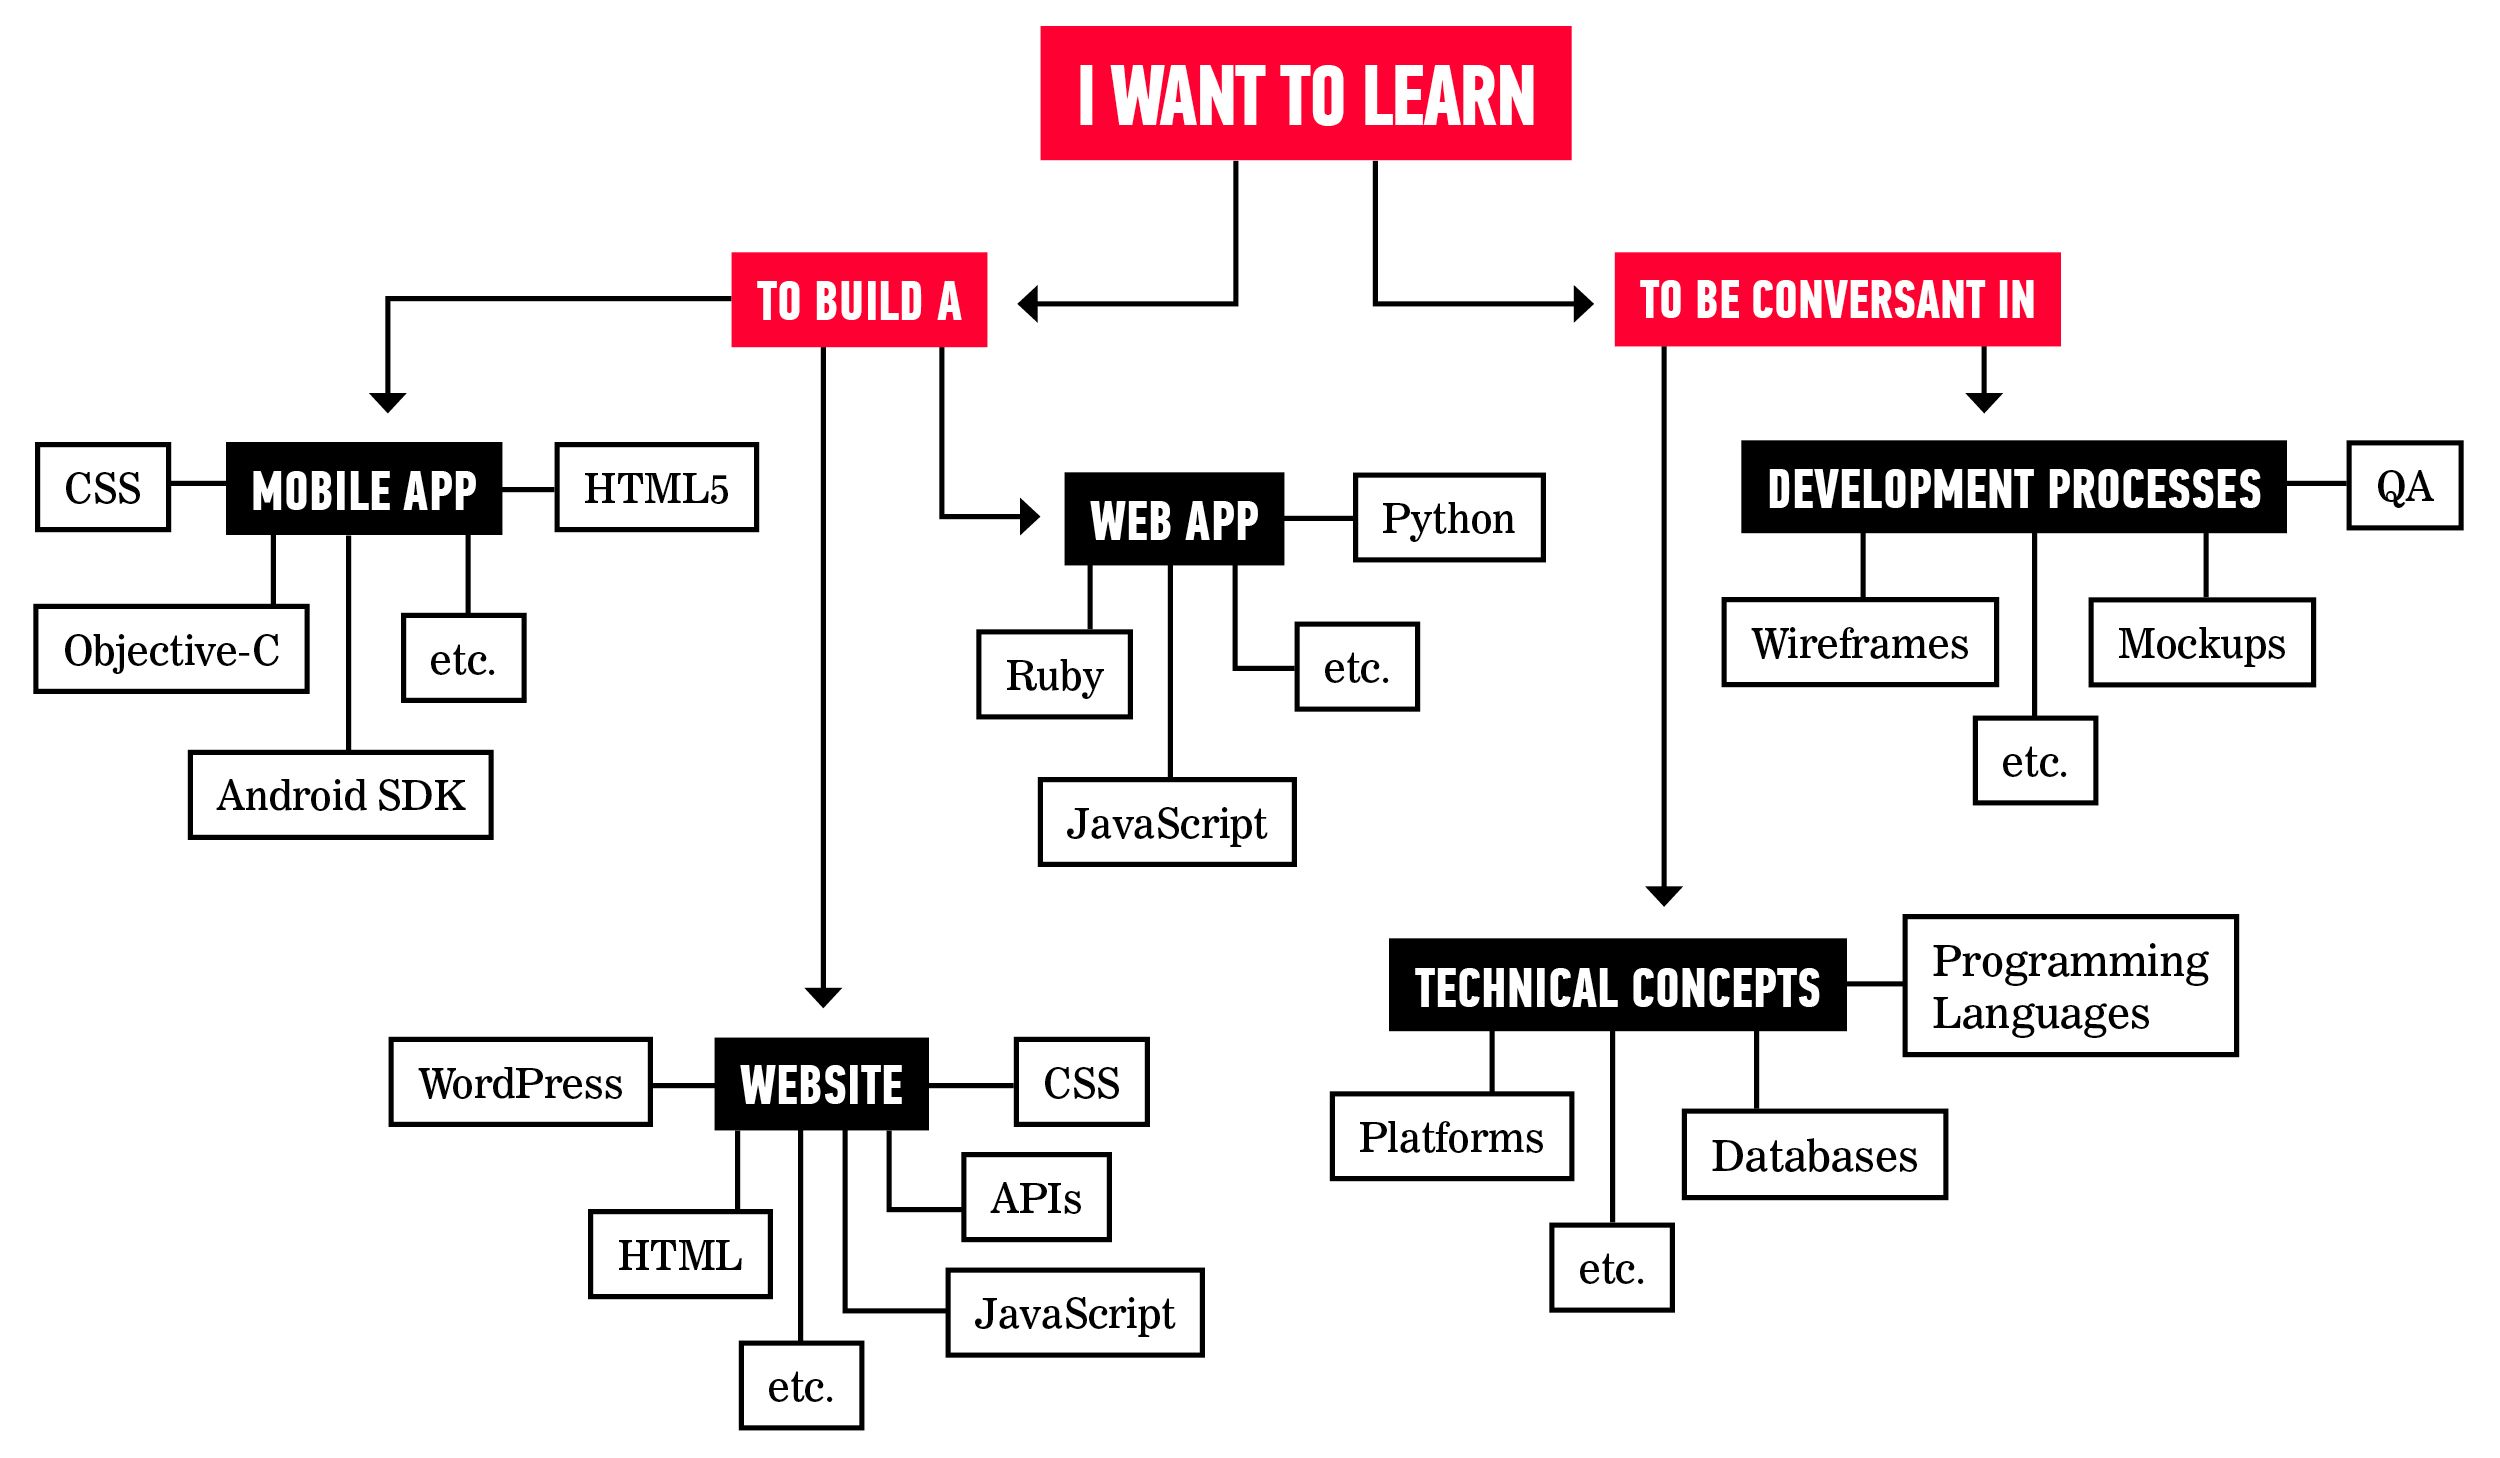 I WANT TO LEARN
TO BUILD A
TO BE CONVERSANT IN
CSS
MOBILE APP
HTML5
Objective-C
etc.
Android SDK
WEB APP
Python
Ruby
etc.
JavaScript
DEVELOPMENT PROCESSES
QA
Wireframes
Mockups
etc.
WordPress
WEBSITE
CSS
APIs
HTML
JavaScript
etc.
TECHNICAL CONCEPTS
Programming
Languages
Platforms
Databases
etc.